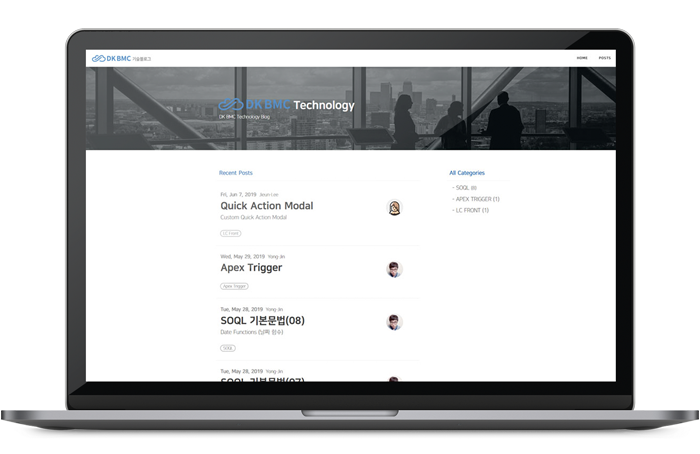 DK BMC 기술블로그
HOME POSTS
DK BMC Technology
DK BMC Technology Blog
Recent Posts
All Categories
Fri, Jun 7, 2019
Quick Action Modal
Custom Quick Action Modal
LC Front
- SOQL (8)
- APEX TRIGGER (1)
- LC FRONT (1)
Wed, May 29, 2019 Yong Jin
Apex Trigger
Apex Trigger
Tue, May 28, 2019 Yong Jin
SOQL 기본문법(08)
Date Functions (날짜 함수)
SOQL
Tue, May 28, 2019 Yong Jin
SOQL 기본문법(07)